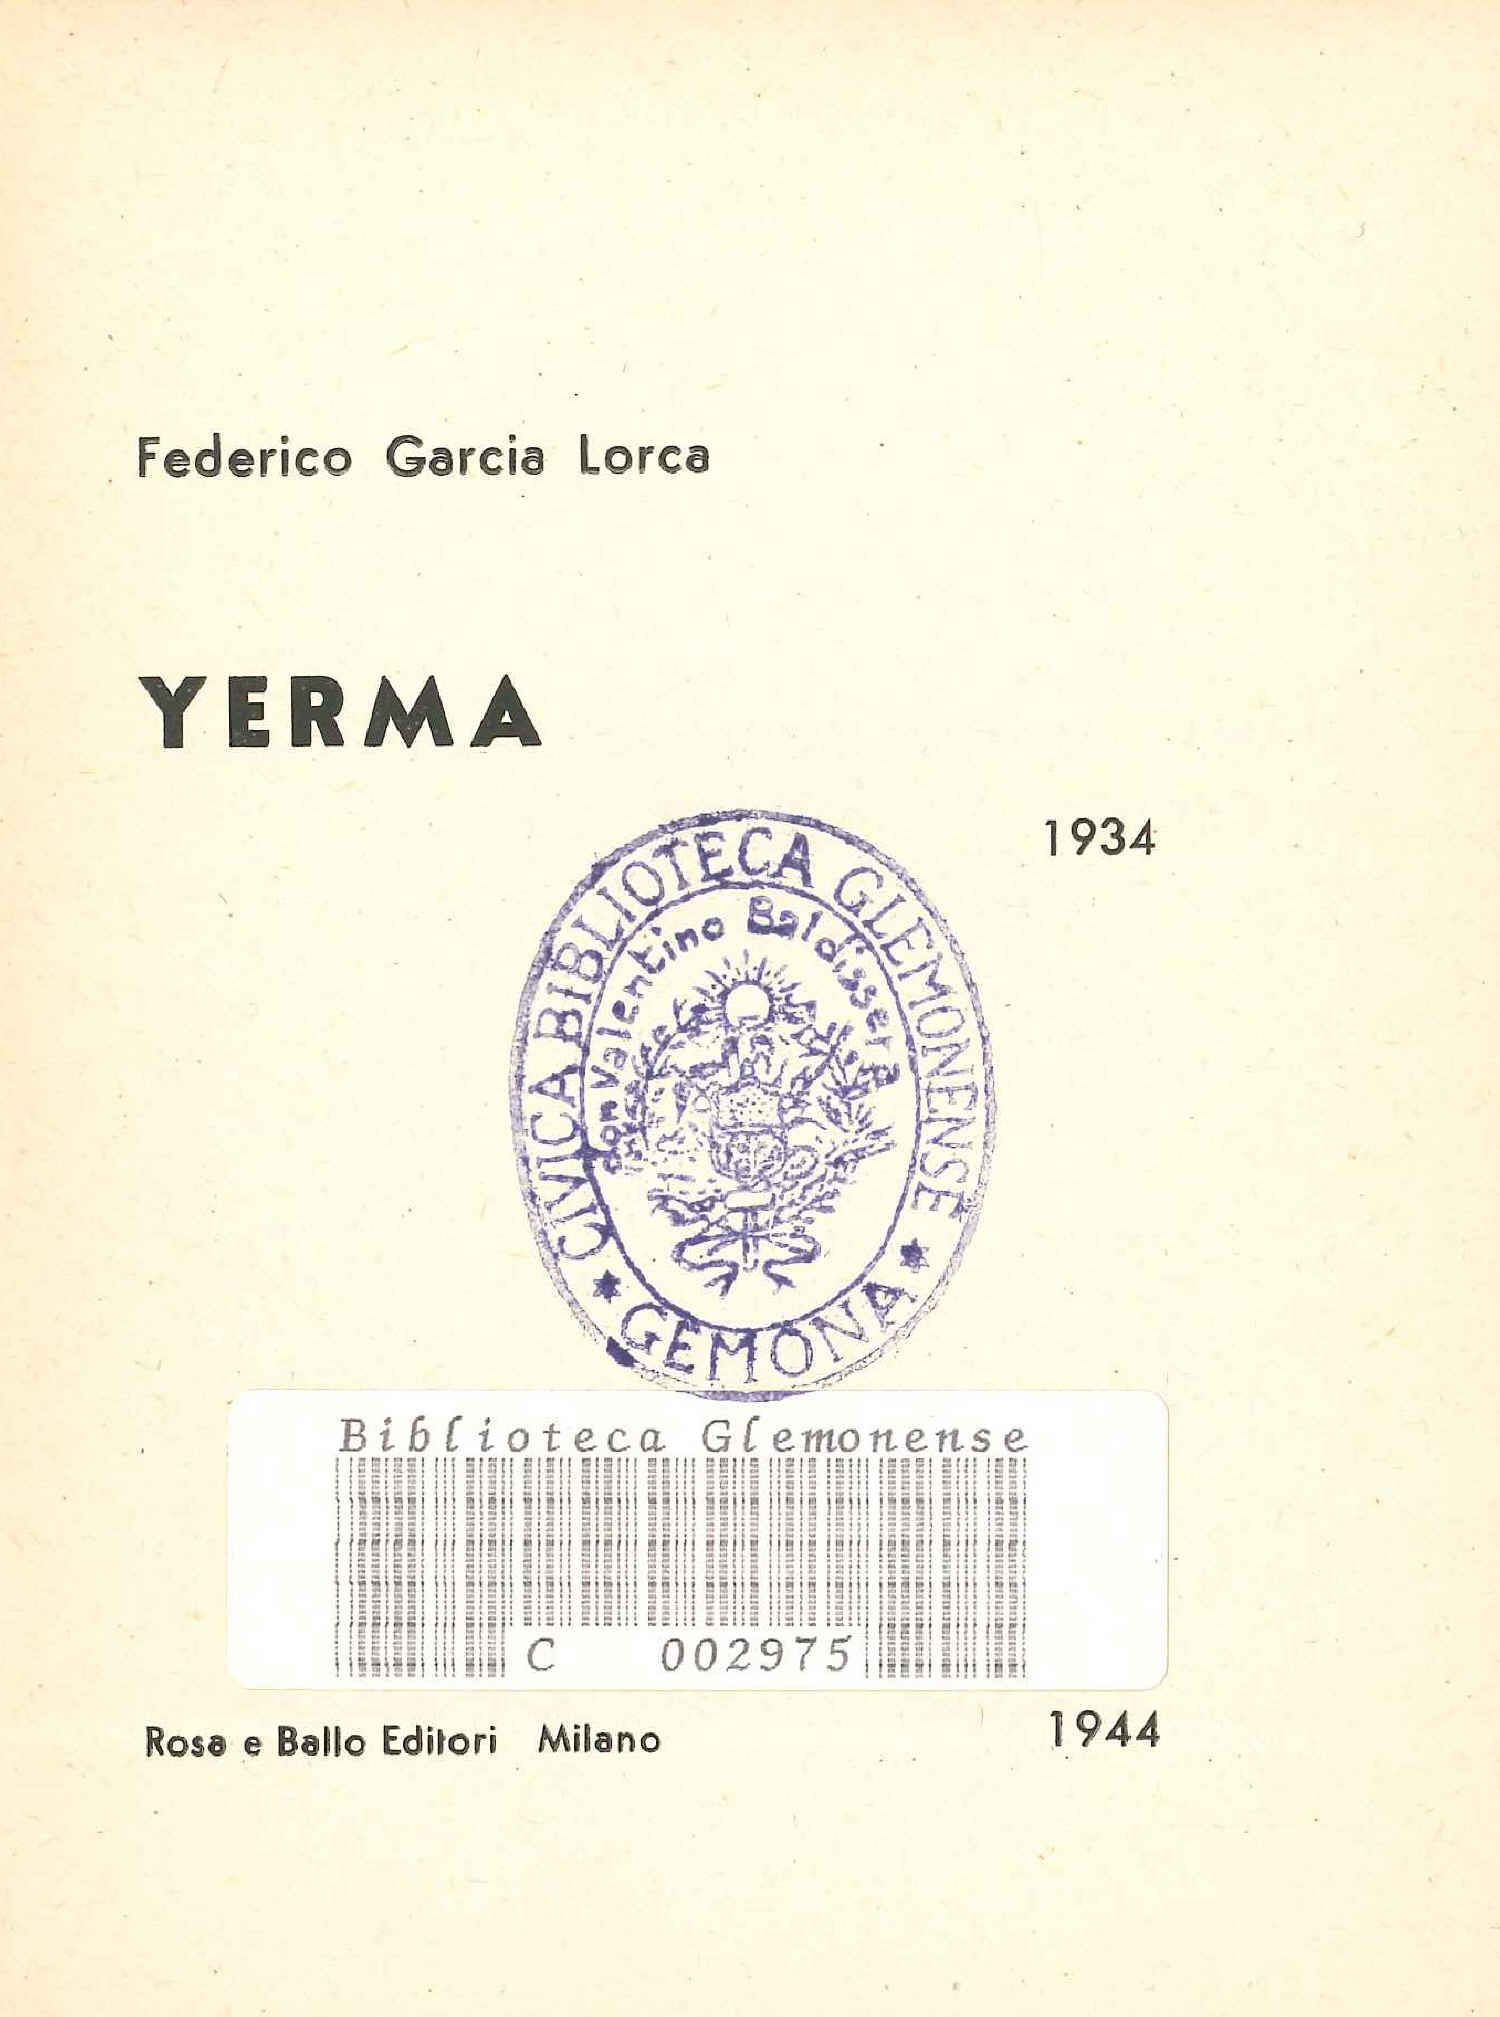 Federico Garcia Lorca
YERMA
1934
CIVICA BIBLIOTECA GLEMONENSE
Don Valentino Baldissera
★ GEMONA ★
Biblioteca Glemonense
C 002975
Rosa e Ballo Editori Milano 1944